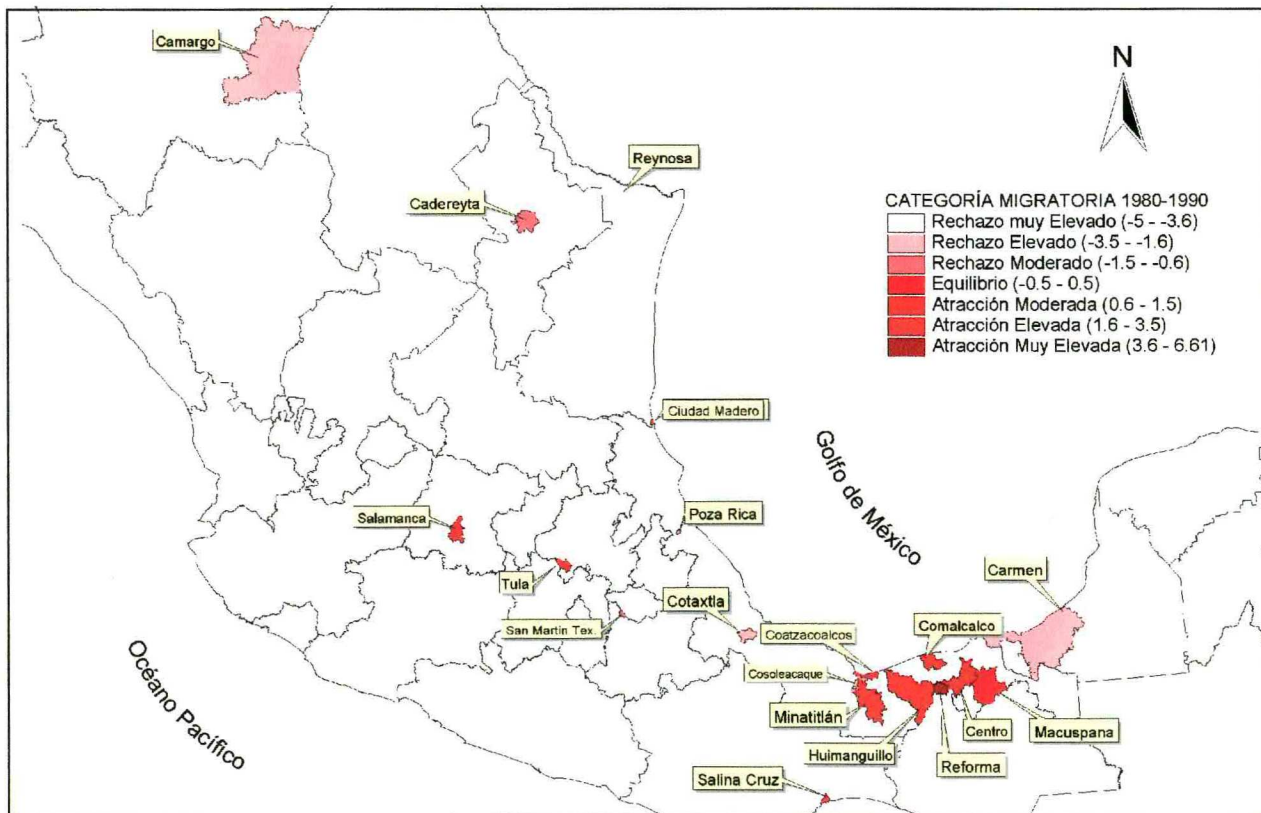 Camargo
N
Reynosa
Cadereyta
CATEGORÍA MIGRATORIA 1980-1990
Rechazo muy Elevado (-5 - -3.6)
Rechazo Elevado (-3.5 - -1.6)
Rechazo Moderado (-1.5 - -0.6)
Equilibrio (-0.5 - 0.5)
Atracción Moderada (0.6 - 1.5)
Atracción Elevada (1.6 - 3.5)
Atracción Muy Elevada (3.6 - 6.61)
Ciudad Madero
Golfo de México
Salamanca
Poza Rica
Tula
Carmen
Cotaxtla
San Martin Tex.
Coatzacoalcos
Comalcalco
Océano Pacífico
Cosoleacaque
Minatitlán
Centro
Macuspana
Huimanguillo
Reforma
Salina Cruz